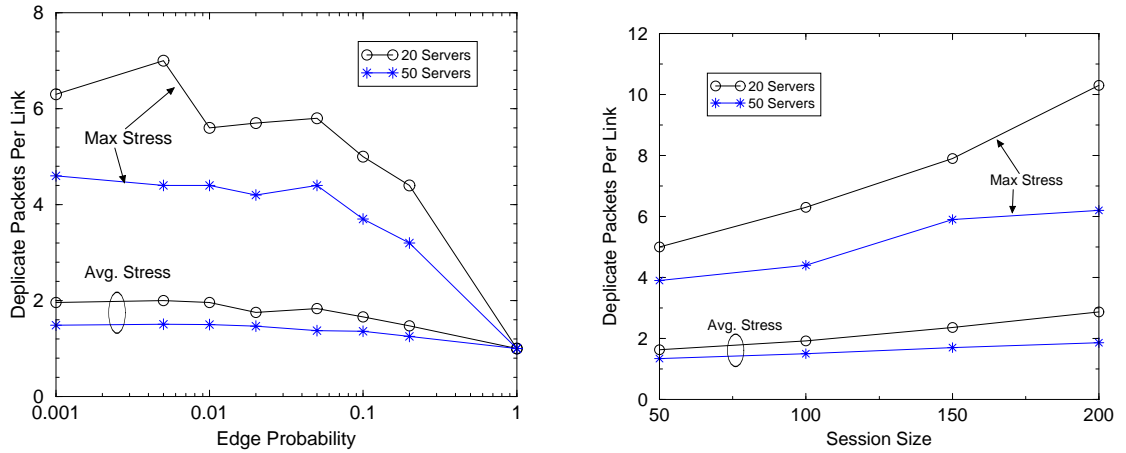 8
6
4
2
0
Deplicate Packets Per Link
20 Servers
50 Servers
Max Stress
Avg. Stress
0.001
0.01
0.1
1
Edge Probability
12
10
8
6
4
2
0
Deplicate Packets Per Link
20 Servers
50 Servers
Max Stress
Avg. Stress
50
100
150
200
Session Size